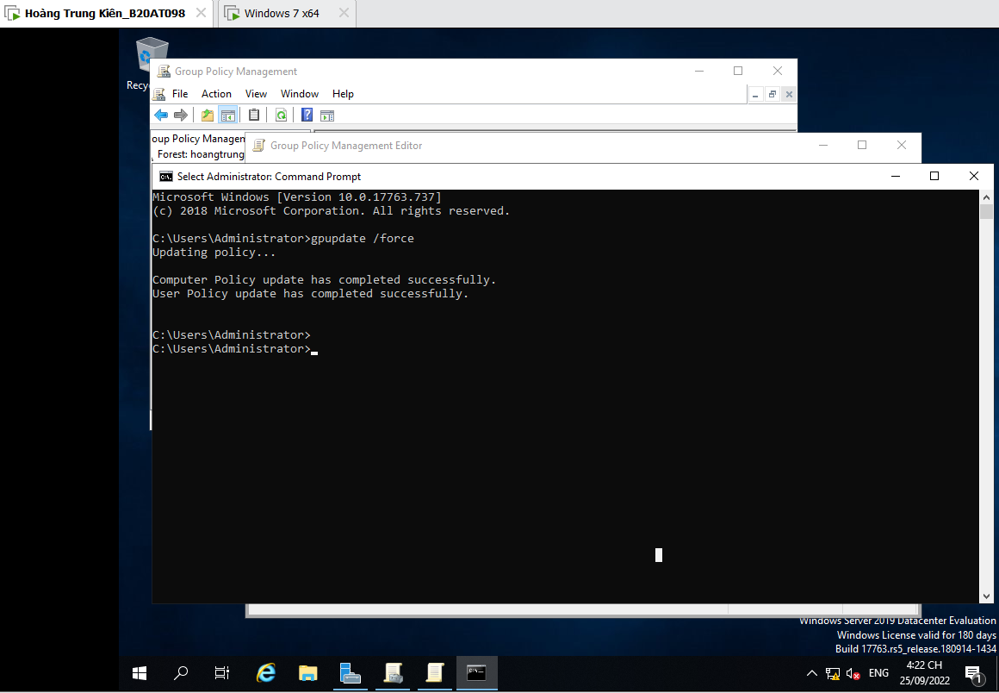 Hoàng Trung Kiên_B20AT098
Windows 7 x64
Group Policy Management
File Action View Window Help
oup Policy Managen
Forest: hoangtrung
Group Policy Management Editor
Select Administrator: Command Prompt
Microsoft Windows [Version 10.0.17763.737]
(c) 2018 Microsoft Corporation. All rights reserved.
C:\Users\Administrator>gpupdate /force
Updating policy...
Computer Policy update has completed successfully.
User Policy update has completed successfully.
C:\Users\Administrator>
C:\Users\Administrator>
Recy
Windows Server 2019 Datacenter Evaluation
Windows License valid for 180 days
Build 17763.rs5_release.180914-1434
ENG
4:22 CH
25/09/2022
1